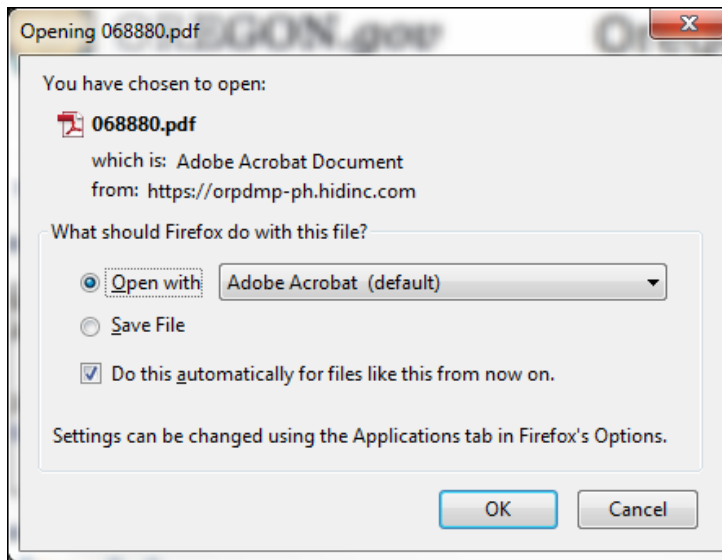 Opening 068880.pdf
OREGON.gov
Oreg
You have chosen to open:
068880.pdf
which is: Adobe Acrobat Document
from: https://orpdmp-ph.hidinc.com
What should Firefox do with this file?
Open with Adobe Acrobat (default)
Save File
Do this automatically for files like this from now on.
Settings can be changed using the Applications tab in Firefox's Options.
OK Cancel